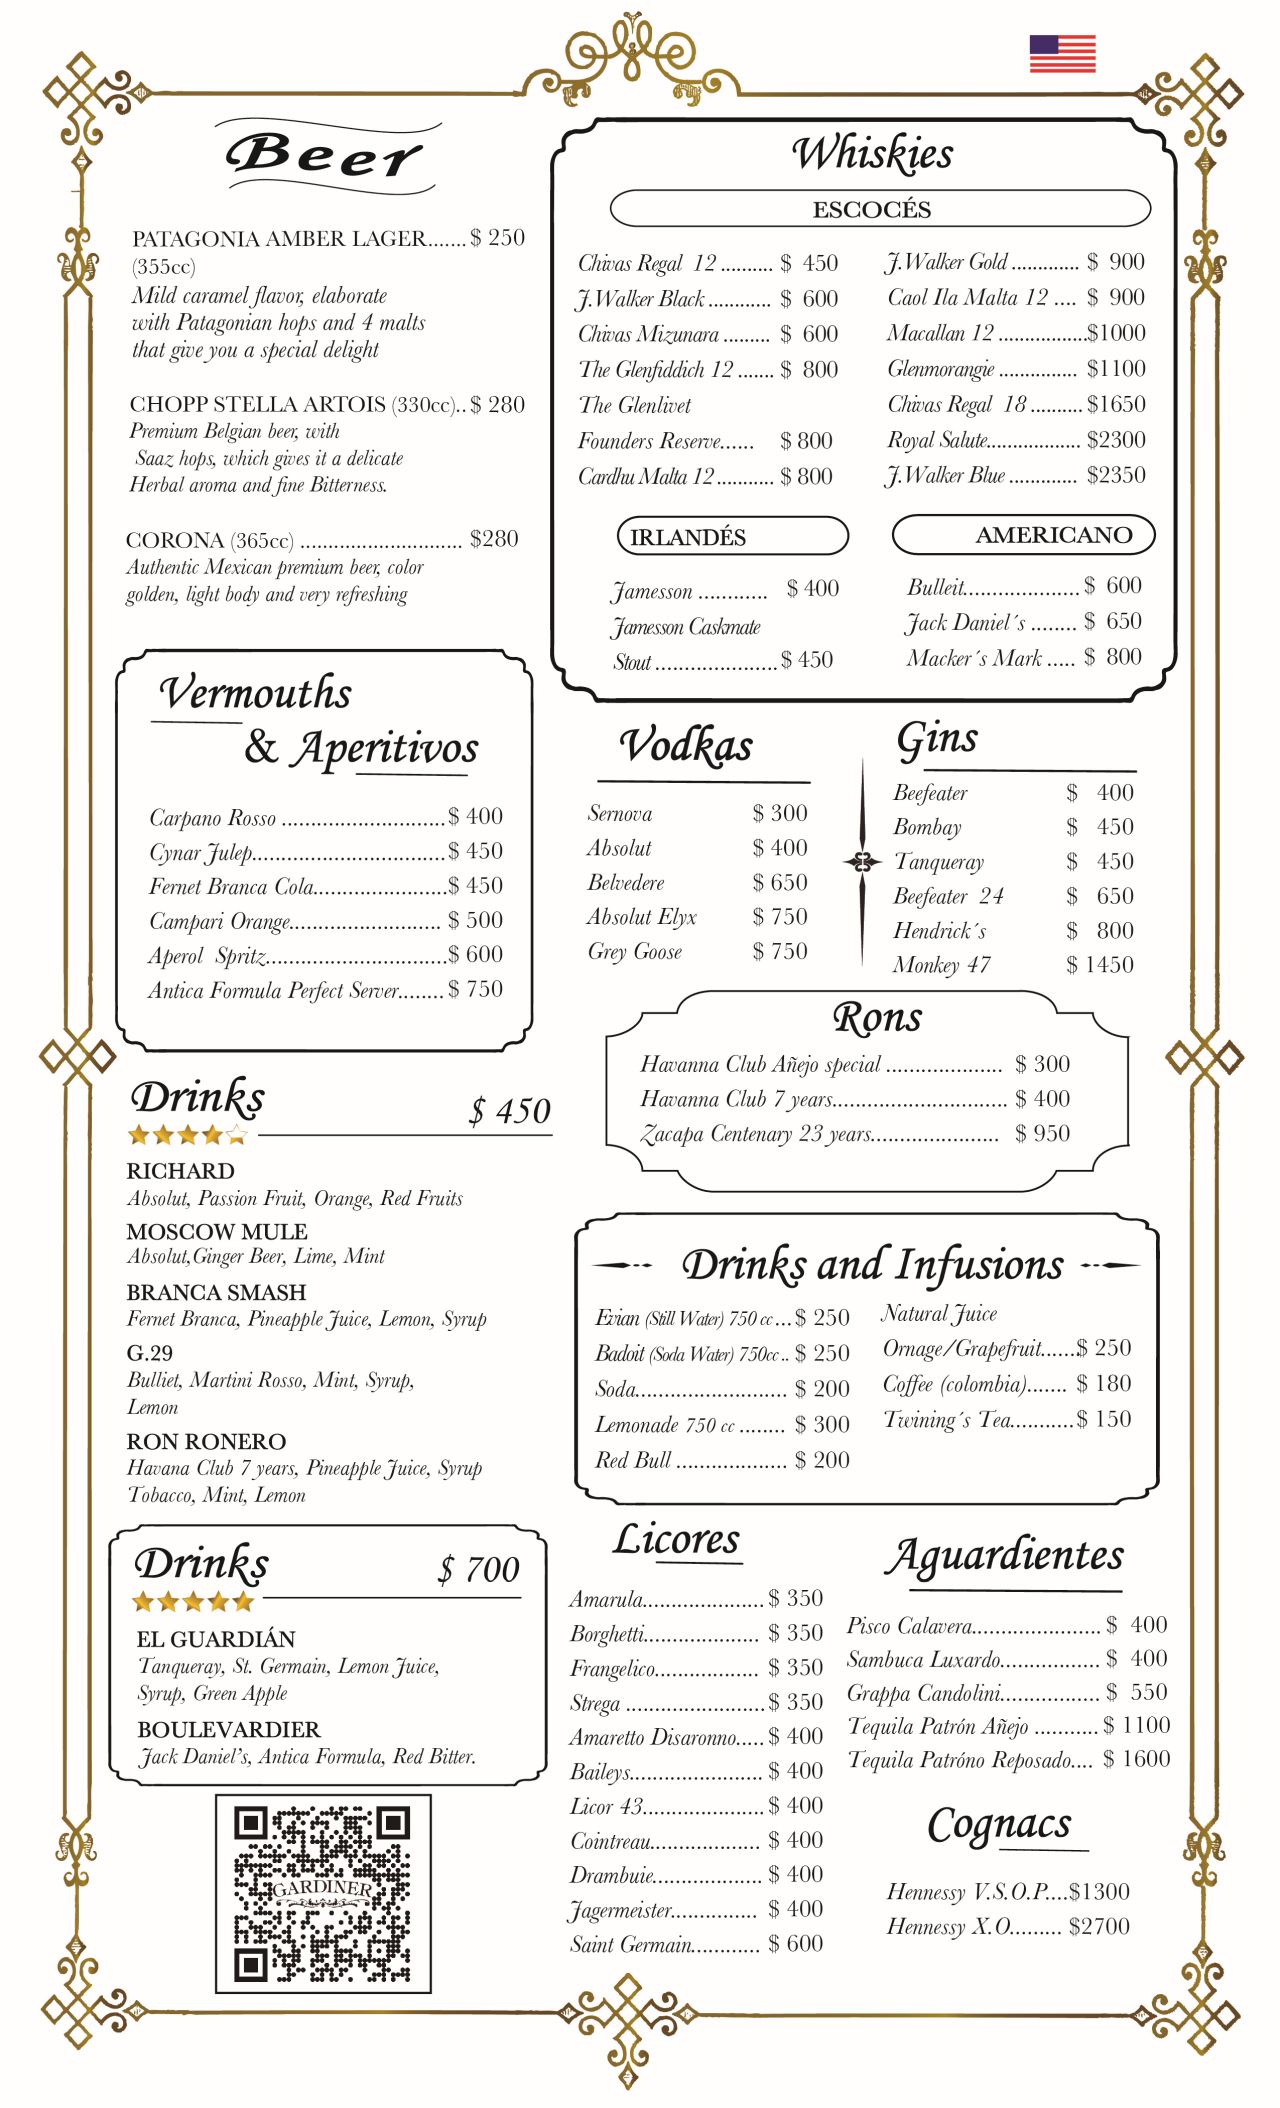 Beer
PATAGONIA AMBER LAGER.......$ 250
(355cc)
Mild caramel flavor, elaborate
with Patagonian hops and 4 malts
that give you a special delight
CHOPP STELLA ARTOIS (330cc)..$ 280
Premium Belgian beer, with
Saaz hops, which gives it a delicate
Herbal aroma and fine Bitterness.
CORONA (365cc) ............................. $280
Authentic Mexican premium beer, color
golden, light body and very refreshing
Vermouths
& Aperitivos
Carpano Rosso .............................$ 400
Cynar Julep..................................$ 450
Fernet Branca Cola.......................$ 450
Campari Orange........................... $ 500
Aperol Spritz................................$ 600
Antica Formula Perfect Server........$ 750
Drinks
$ 450
RICHARD
Absolut, Passion Fruit, Orange, Red Fruits
MOSCOW MULE
Absolut,Ginger Beer, Lime, Mint
BRANCA SMASH
Fernet Branca, Pineapple Juice, Lemon, Syrup
G.29
Bulliet, Martini Rosso, Mint, Syrup,
Lemon
RON RONERO
Havana Club 7 years, Pineapple Juice, Syrup
Tobacco, Mint, Lemon
Drinks
$ 700
EL GUARDIÁN
Tanqueray, St. Germain, Lemon Juice,
Syrup, Green Apple
BOULEVARDIER
Jack Daniel's, Antica Formula, Red Bitter.
GARDINER
Whiskies
ESCOCÉS
Chivas Regal 12 .......... $ 450
J.Walker Black ............ $ 600
Chivas Mizunara ......... $ 600
The Glenfiddich 12 ....... $ 800
The Glenlivet
Founders Reserve...... $ 800
Cardhu Malta 12........... $ 800
J.Walker Gold ............. $ 900
Caol Ila Malta 12 .... $ 900
Macallan 12 .................$1000
Glenmorangie ............... $1100
Chivas Regal 18 ..........$1650
Royal Salute.................. $2300
J.Walker Blue ............. $2350
IRLANDÉS
Jamesson ............ $ 400
Jamesson Caskmate
Stout ......................$ 450
AMERICANO
Bulleit.....................$ 600
Jack Daniel´s ........ $ 650
Macker´s Mark ..... $ 800
Vodkas
Sernova $ 300
Absolut $ 400
Belvedere $ 650
Absolut Elyx $ 750
Grey Goose $ 750
Gins
Beefeater $ 400
Bombay $ 450
Tanqueray $ 450
Beefeater 24 $ 650
Hendrick´s $ 800
Monkey 47 $ 1450
Rons
Havanna Club Añejo special .................... $ 300
Havanna Club 7 years.............................. $ 400
Zacapa Centenary 23 years...................... $ 950
Drinks and Infusions
Evian (Still Water) 750 cc...$ 250
Badoit (Soda Water) 750cc.. $ 250
Soda........................... $ 200
Lemonade 750 cc ........ $ 300
Red Bull .................... $ 200
Natural Juice
Ornage/Grapefruit......$ 250
Coffee (colombia)....... $ 180
Twining´s Tea...........$ 150
Licores
Amarula.....................$ 350
Borghetti.................... $ 350
Frangelico.................. $ 350
Strega ........................$ 350
Amaretto Disaronno.....$ 400
Baileys....................... $ 400
Licor 43.....................$ 400
Cointreau................... $ 400
Drambuie................... $ 400
Jagermeister............... $ 400
Saint Germain............ $ 600
Aguardientes
Pisco Calavera....................... $ 400
Sambuca Luxardo.................. $ 400
Grappa Candolini.................. $ 550
Tequila Patrón Añejo ........... $ 1100
Tequila Patróno Reposado.... $ 1600
Cognacs
Hennessy V.S.O.P....$1300
Hennessy X.O......... $2700